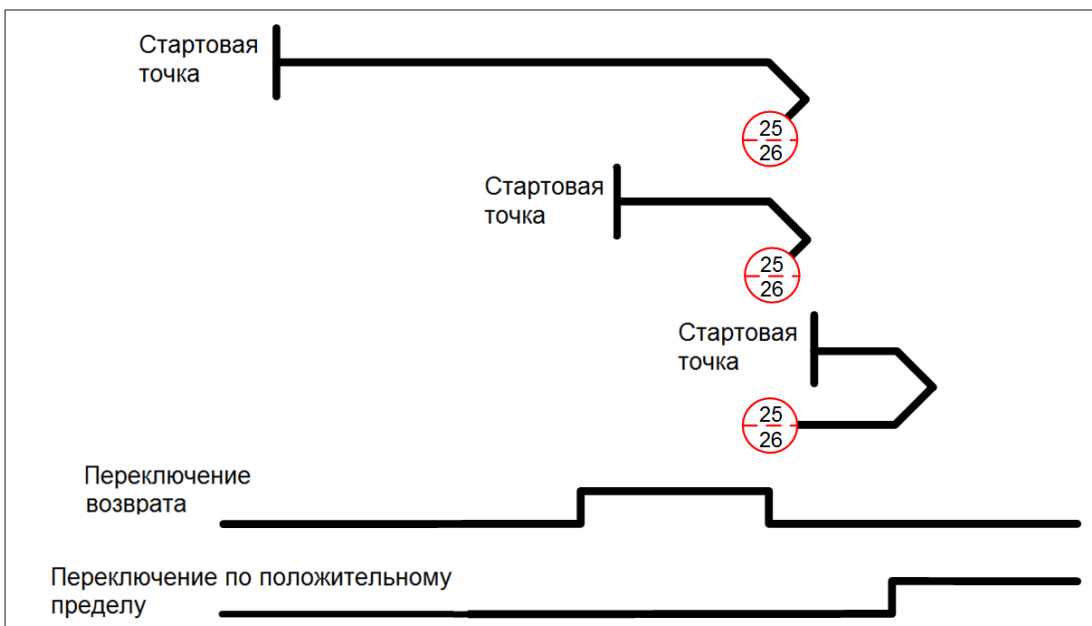 Стартовая
точка
25
26
Стартовая
точка
25
26
Стартовая
точка
25
26
Переключение
возврата
Переключение по положительному
пределу